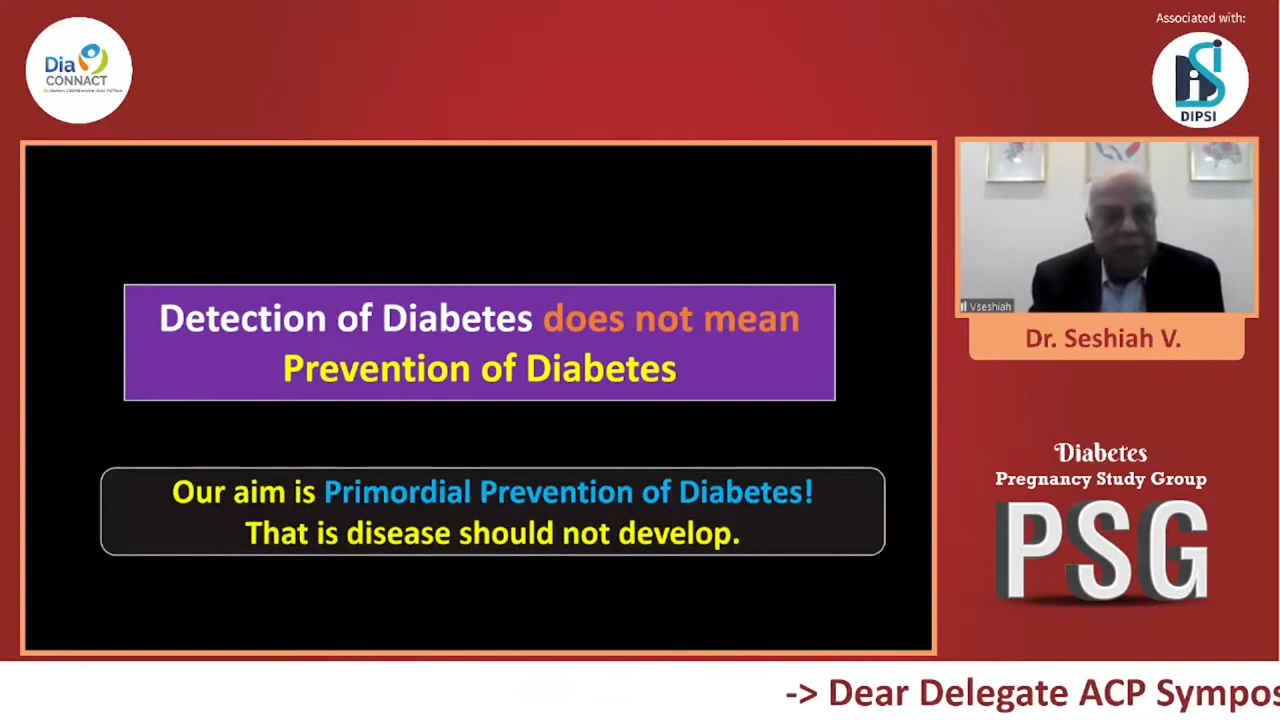 Associated with:
Dia
CONNACT
DIPSI
Detection of Diabetes does not mean
Prevention of Diabetes
Our aim is Primordial Prevention of Diabetes!
That is disease should not develop.
Vseshiah
Dr. Seshiah V.
Diabetes
Pregnancy Study Group
PSG
-> Dear Delegate ACP Sympos